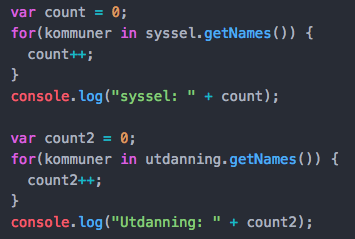 var count = 0;
for(kommuner in syssel.getNames()) {
  count++;
}
console.log("syssel: " + count);

var count2 = 0;
for(kommuner in utdanning.getNames()) {
  count2++;
}
console.log("Utdanning: " + count2);